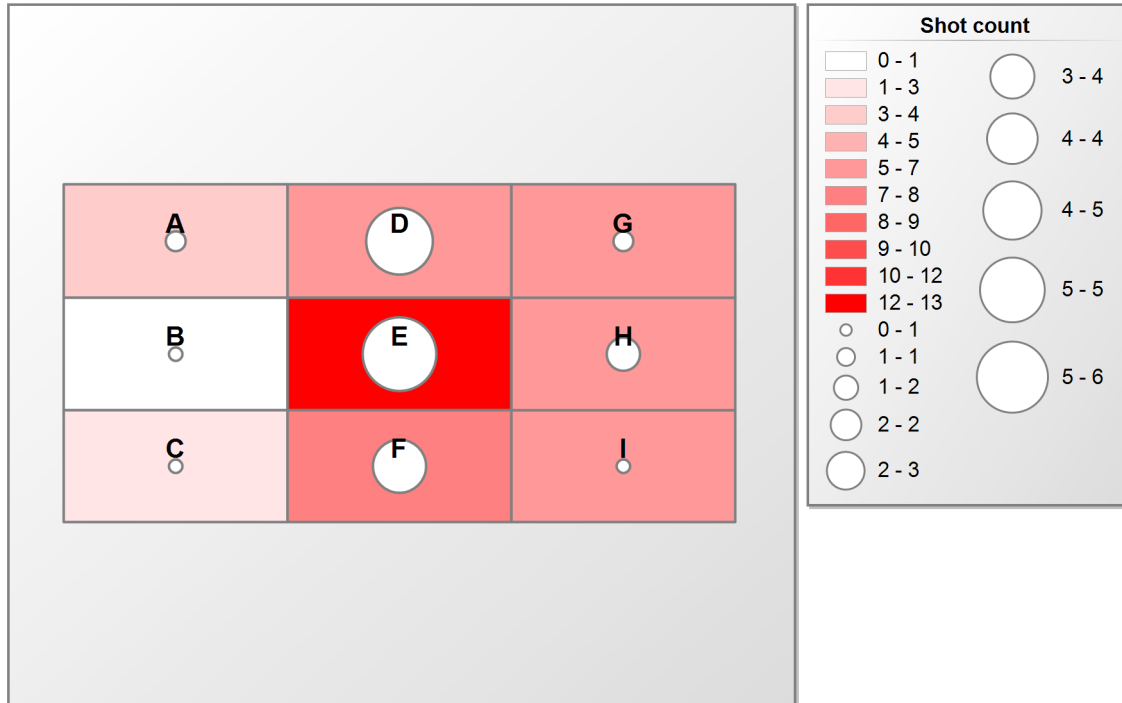 Shot count
0 - 1
1 - 3
3 - 4
4 - 5
5 - 7
7 - 8
8 - 9
9 - 10
10 - 12
12 - 13
0 - 1
1 - 1
1 - 2
2 - 2
2 - 3
3 - 4
4 - 4
4 - 5
5 - 5
5 - 6
A D G
B E H
C F I